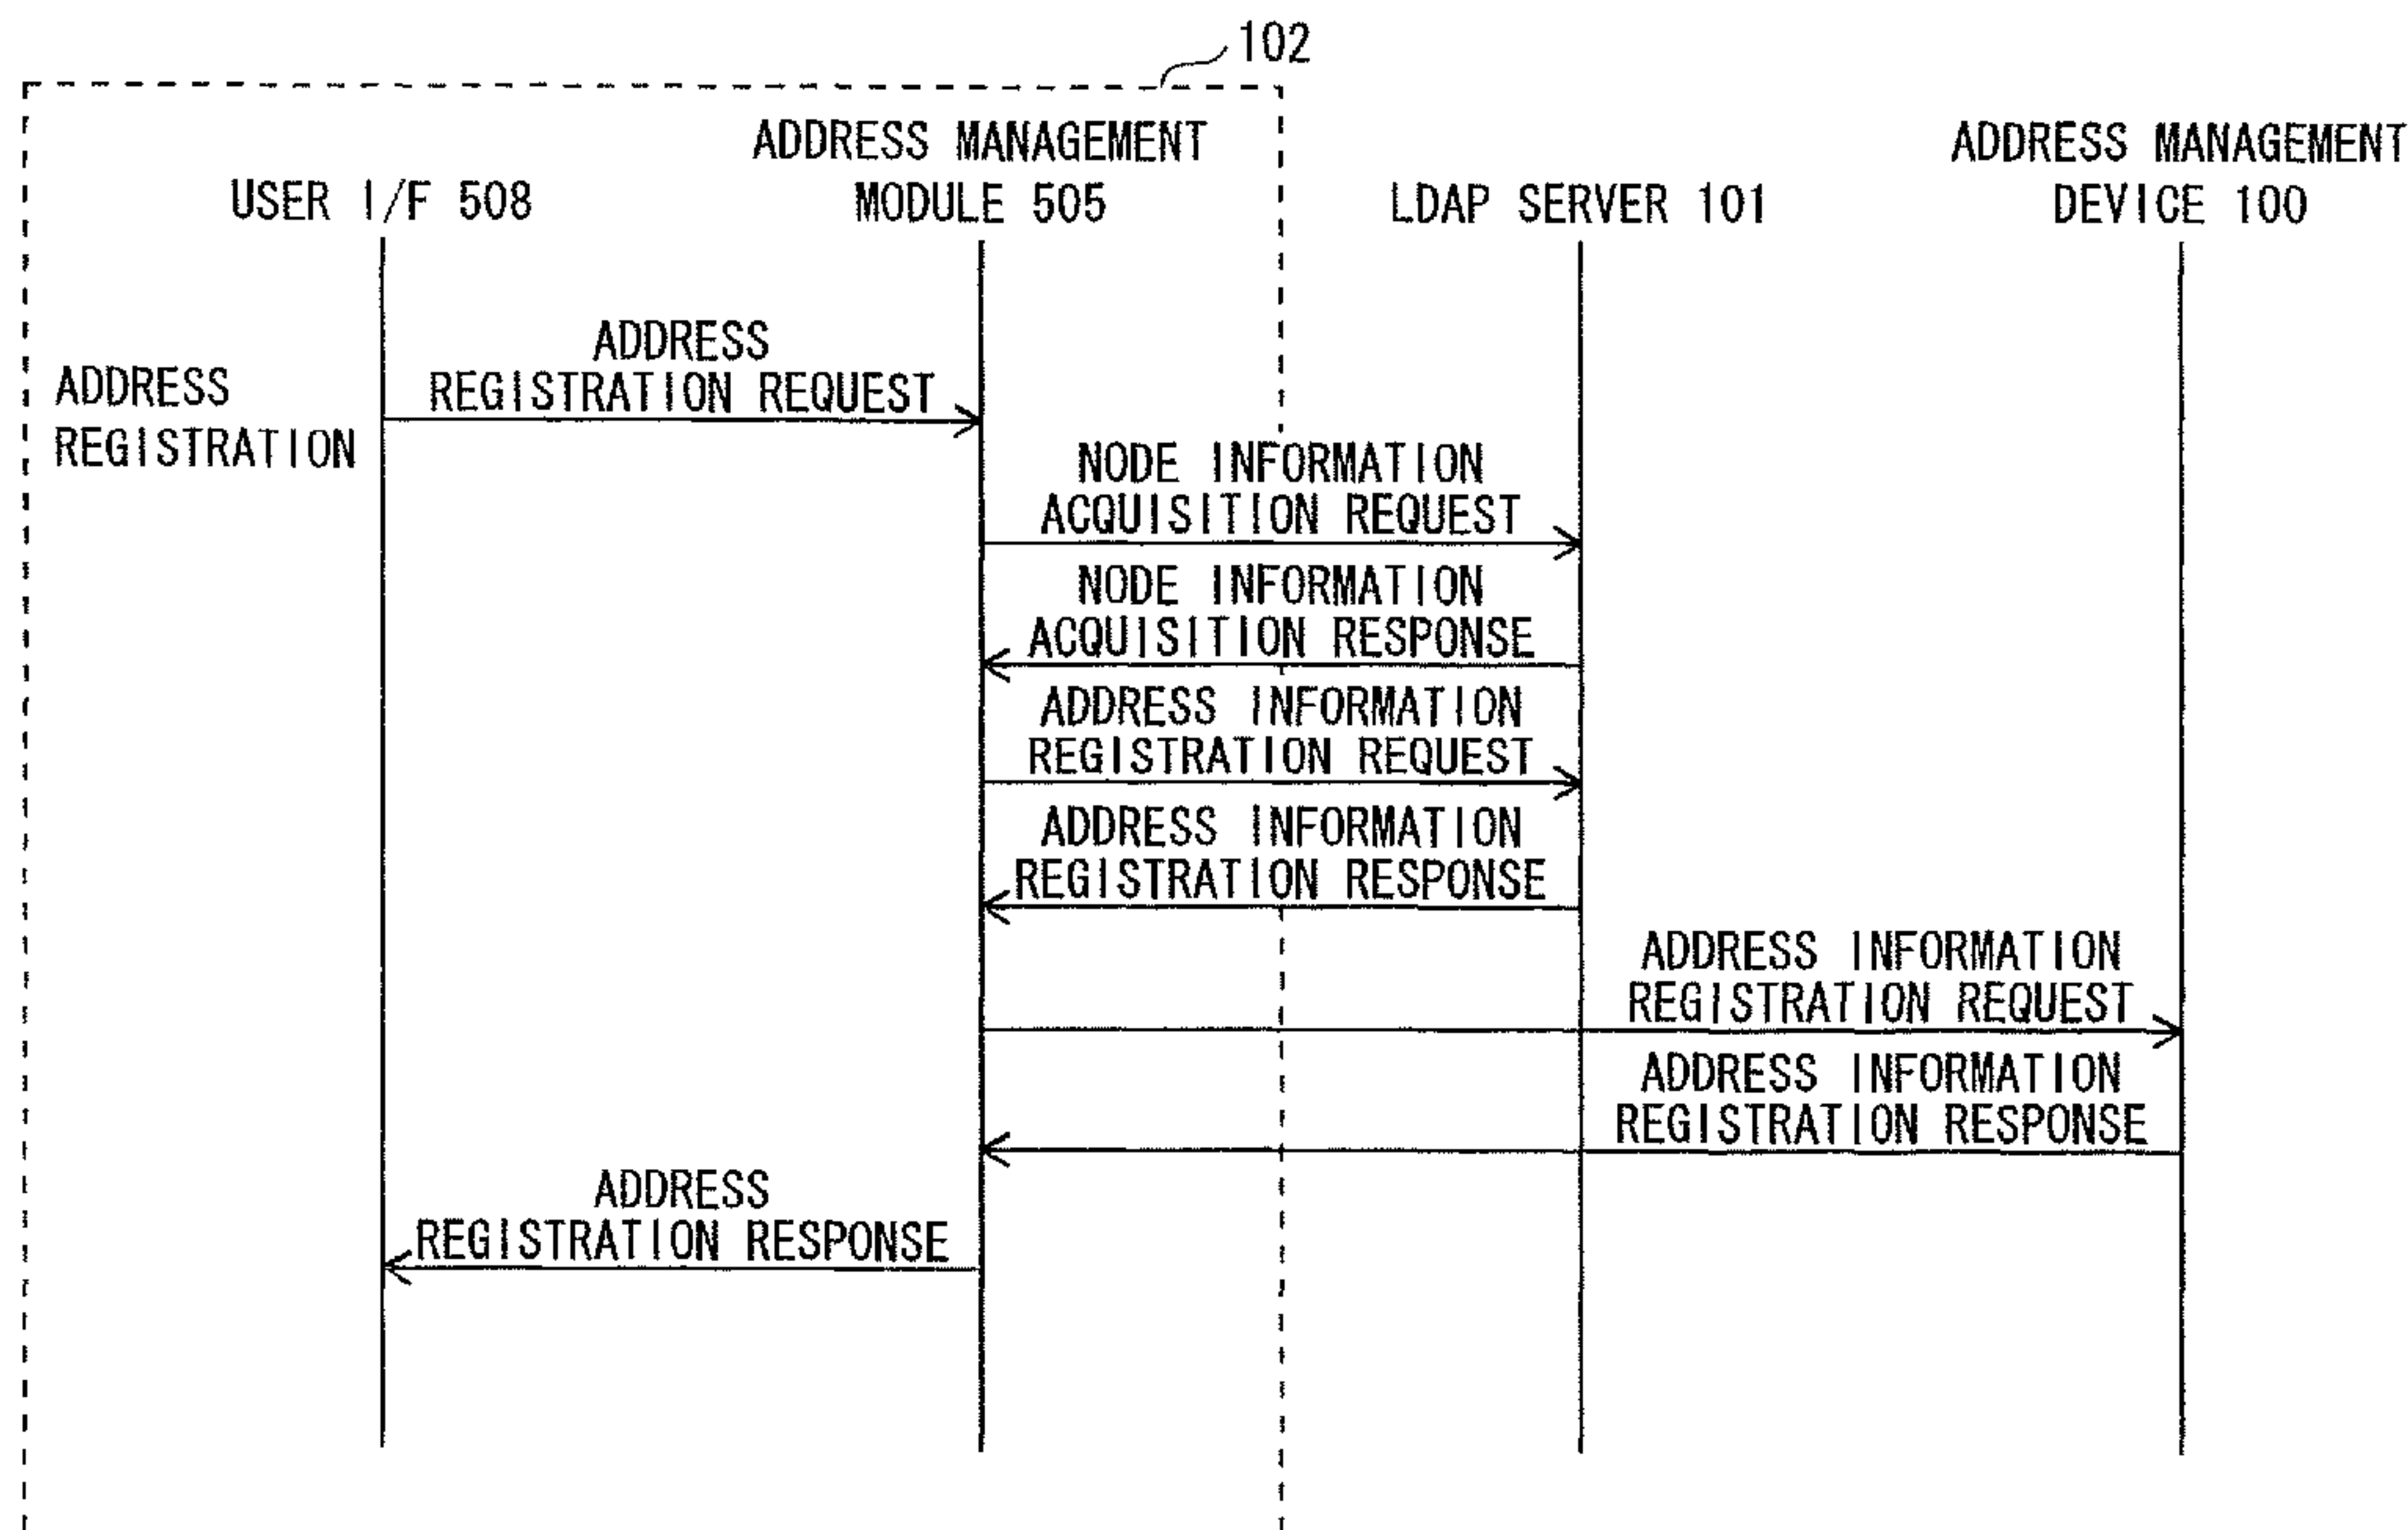 102
ADDRESS MANAGEMENT
MODULE 505
ADDRESS MANAGEMENT
DEVICE 100
USER I/F 508
LDAP SERVER 101
ADDRESS
REGISTRATION
ADDRESS
REGISTRATION REQUEST
NODE INFORMATION
ACQUISITION REQUEST
NODE INFORMATION
ACQUISITION RESPONSE
ADDRESS INFORMATION
REGISTRATION REQUEST
ADDRESS INFORMATION
REGISTRATION RESPONSE
ADDRESS INFORMATION
REGISTRATION REQUEST
ADDRESS INFORMATION
REGISTRATION RESPONSE
ADDRESS
REGISTRATION RESPONSE